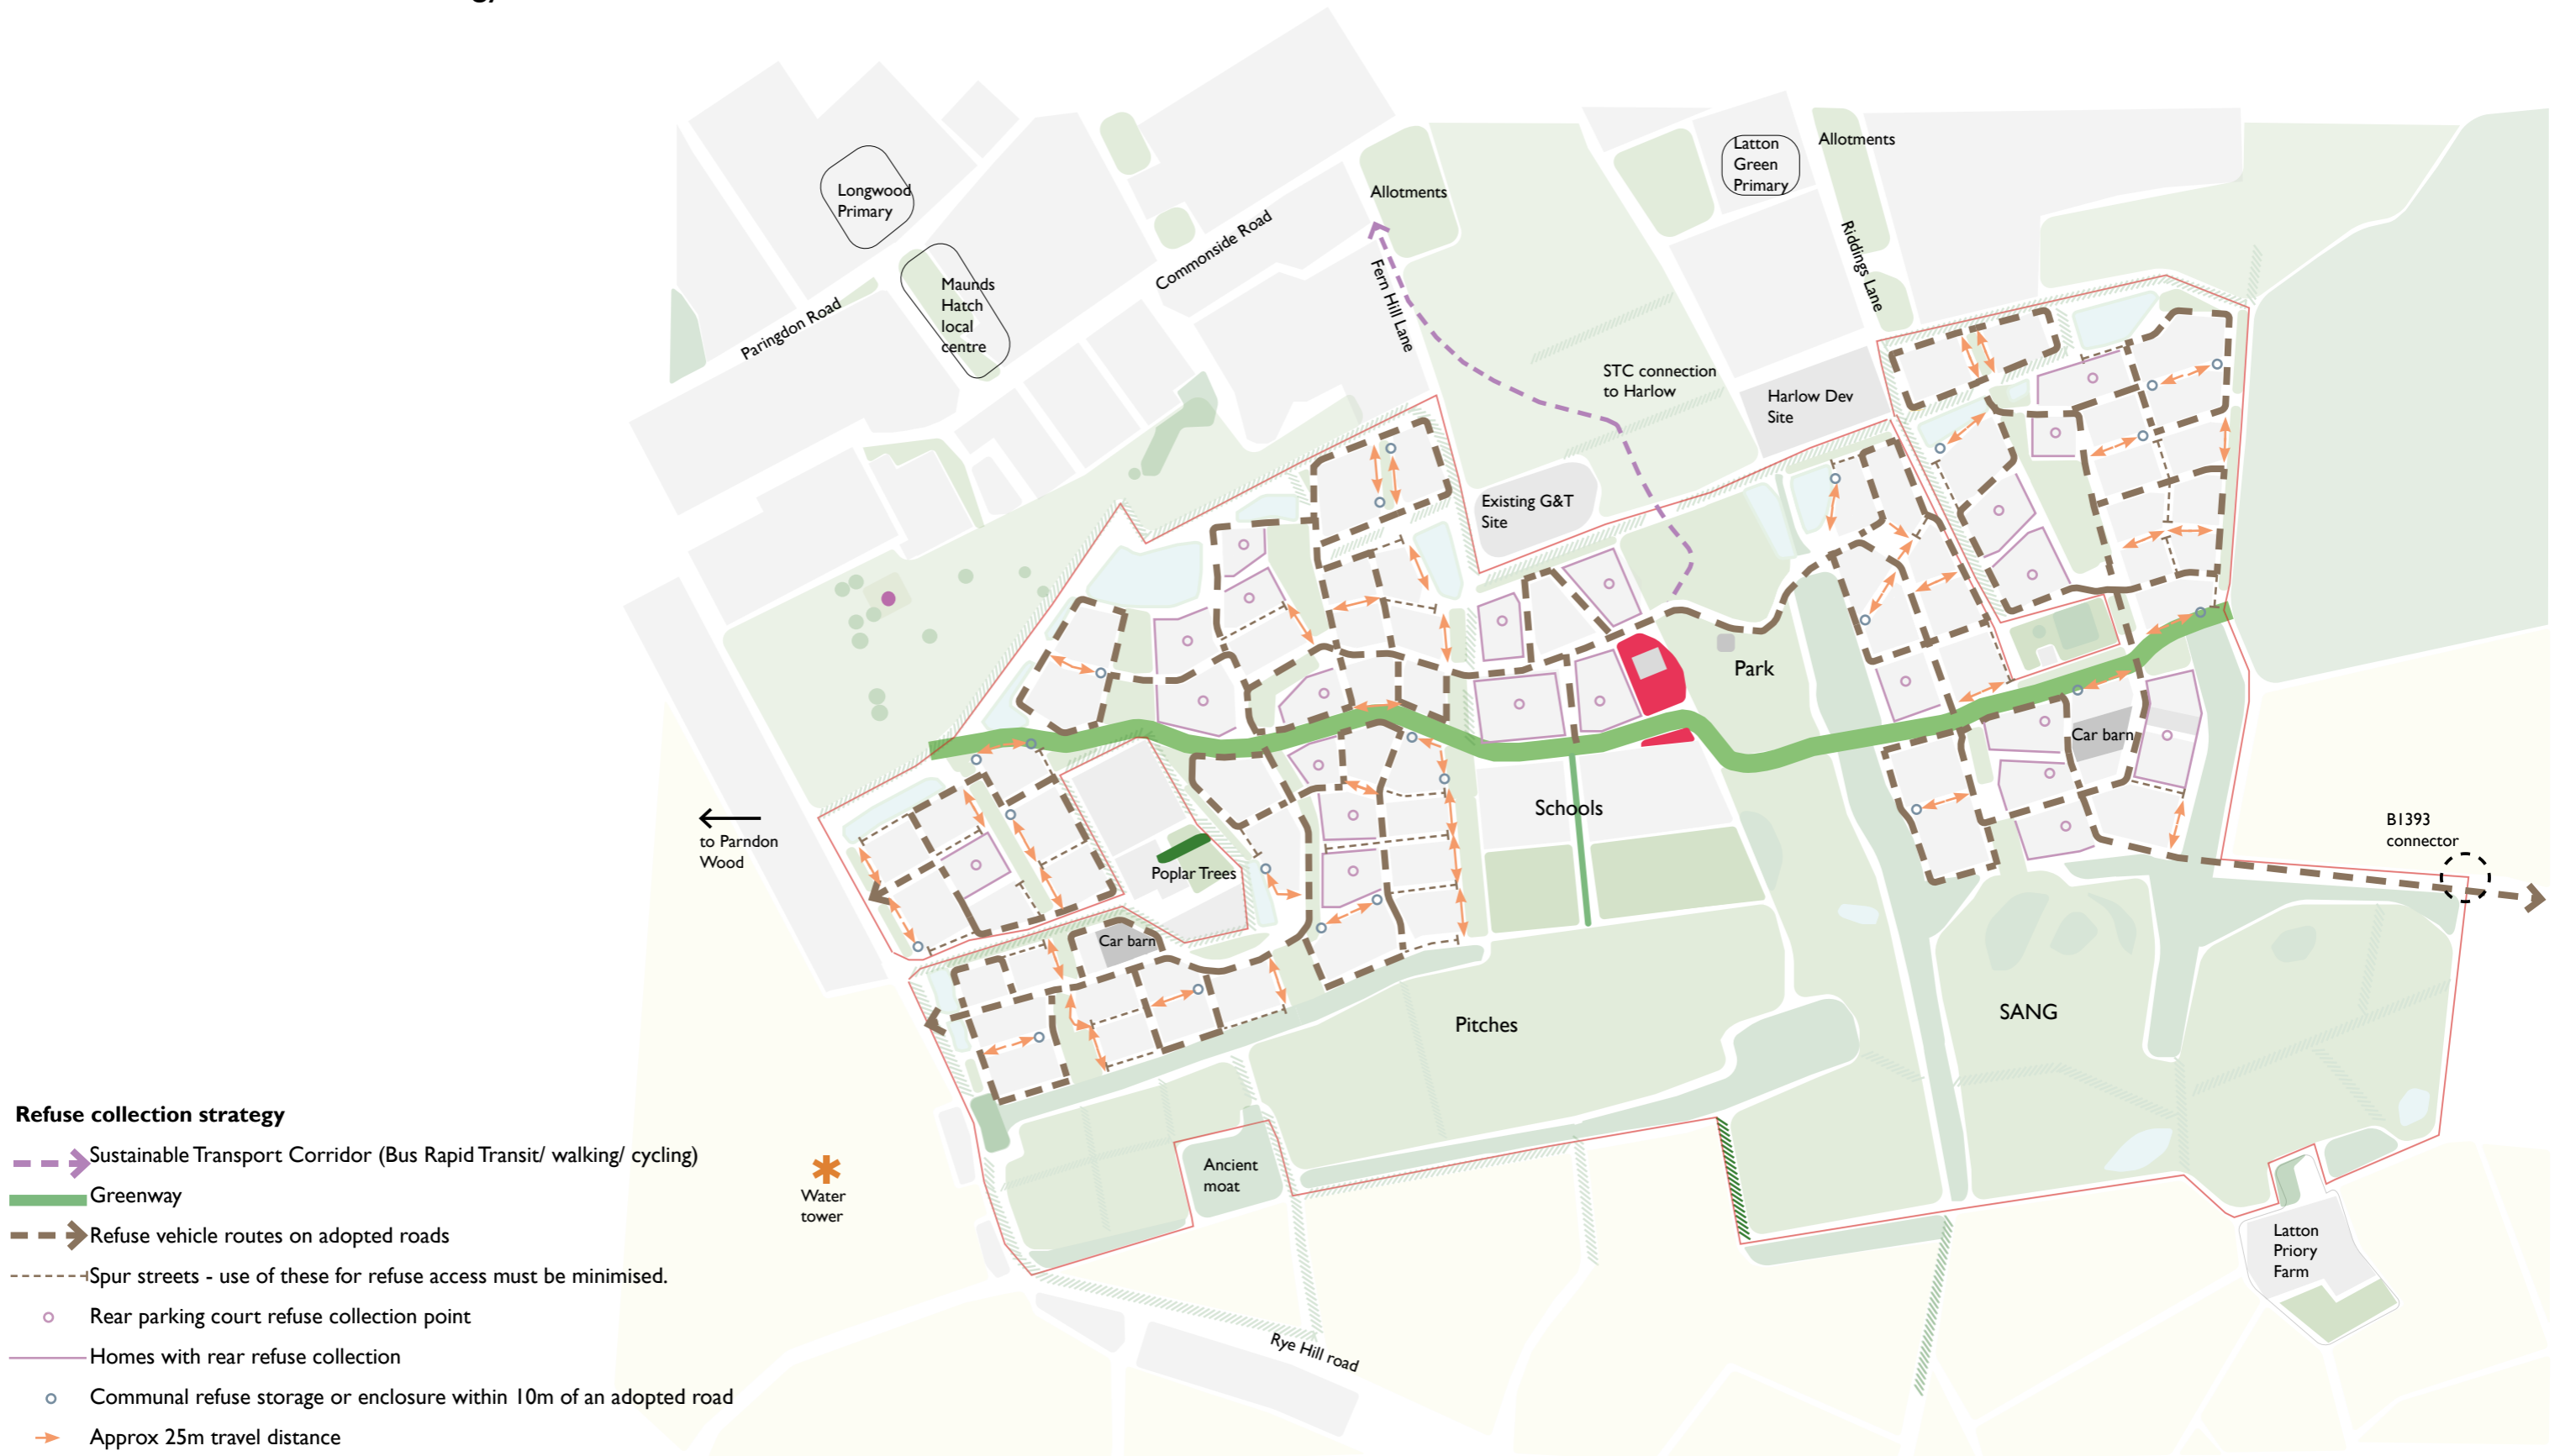 Longwood
Primary
Maunds
Hatch
local
centre
Paringdon Road
Commonside Road
Allotments
Fern Hill Lane
Latton
Green
Primary
Allotments
Riddings Lane
STC connection
to Harlow
Harlow Dev
Site
Existing G&T
Site
Park
Car barn
Schools
B1393
connector
to Parndon
Wood
Poplar Trees
Car barn
Pitches
SANG
Ancient
moat
Water
tower
Latton
Priory
Farm
Rye Hill road
Refuse collection strategy
Sustainable Transport Corridor (Bus Rapid Transit/ walking/ cycling)
Greenway
Refuse vehicle routes on adopted roads
Spur streets - use of these for refuse access must be minimised.
Rear parking court refuse collection point
Homes with rear refuse collection
Communal refuse storage or enclosure within 10m of an adopted road
Approx 25m travel distance